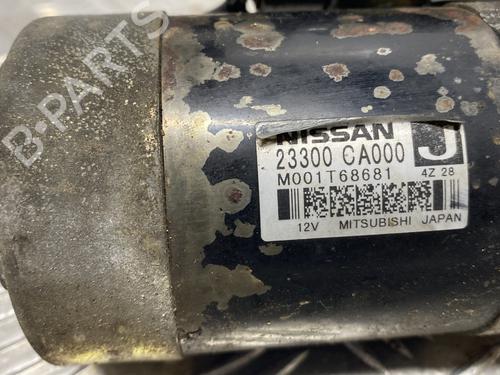 B-PARTS
NISSAN
23300 CA000 J
M001T68681 4Z 28
12V MITSUBISHI JAPAN